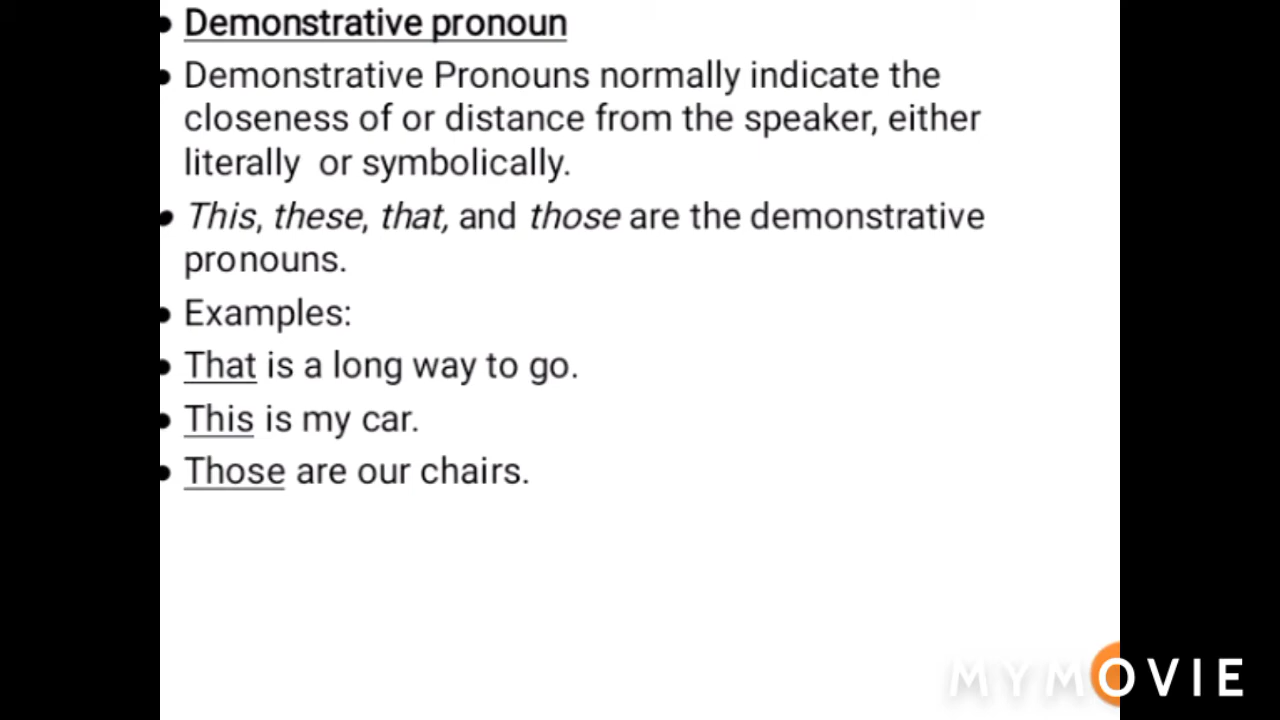 • Demonstrative pronoun
• Demonstrative Pronouns normally indicate the
closeness of or distance from the speaker, either
literally or symbolically.
• This, these, that, and those are the demonstrative
pronouns.
• Examples:
• That is a long way to go.
• This is my car.
• Those are our chairs.
MYMOVIE